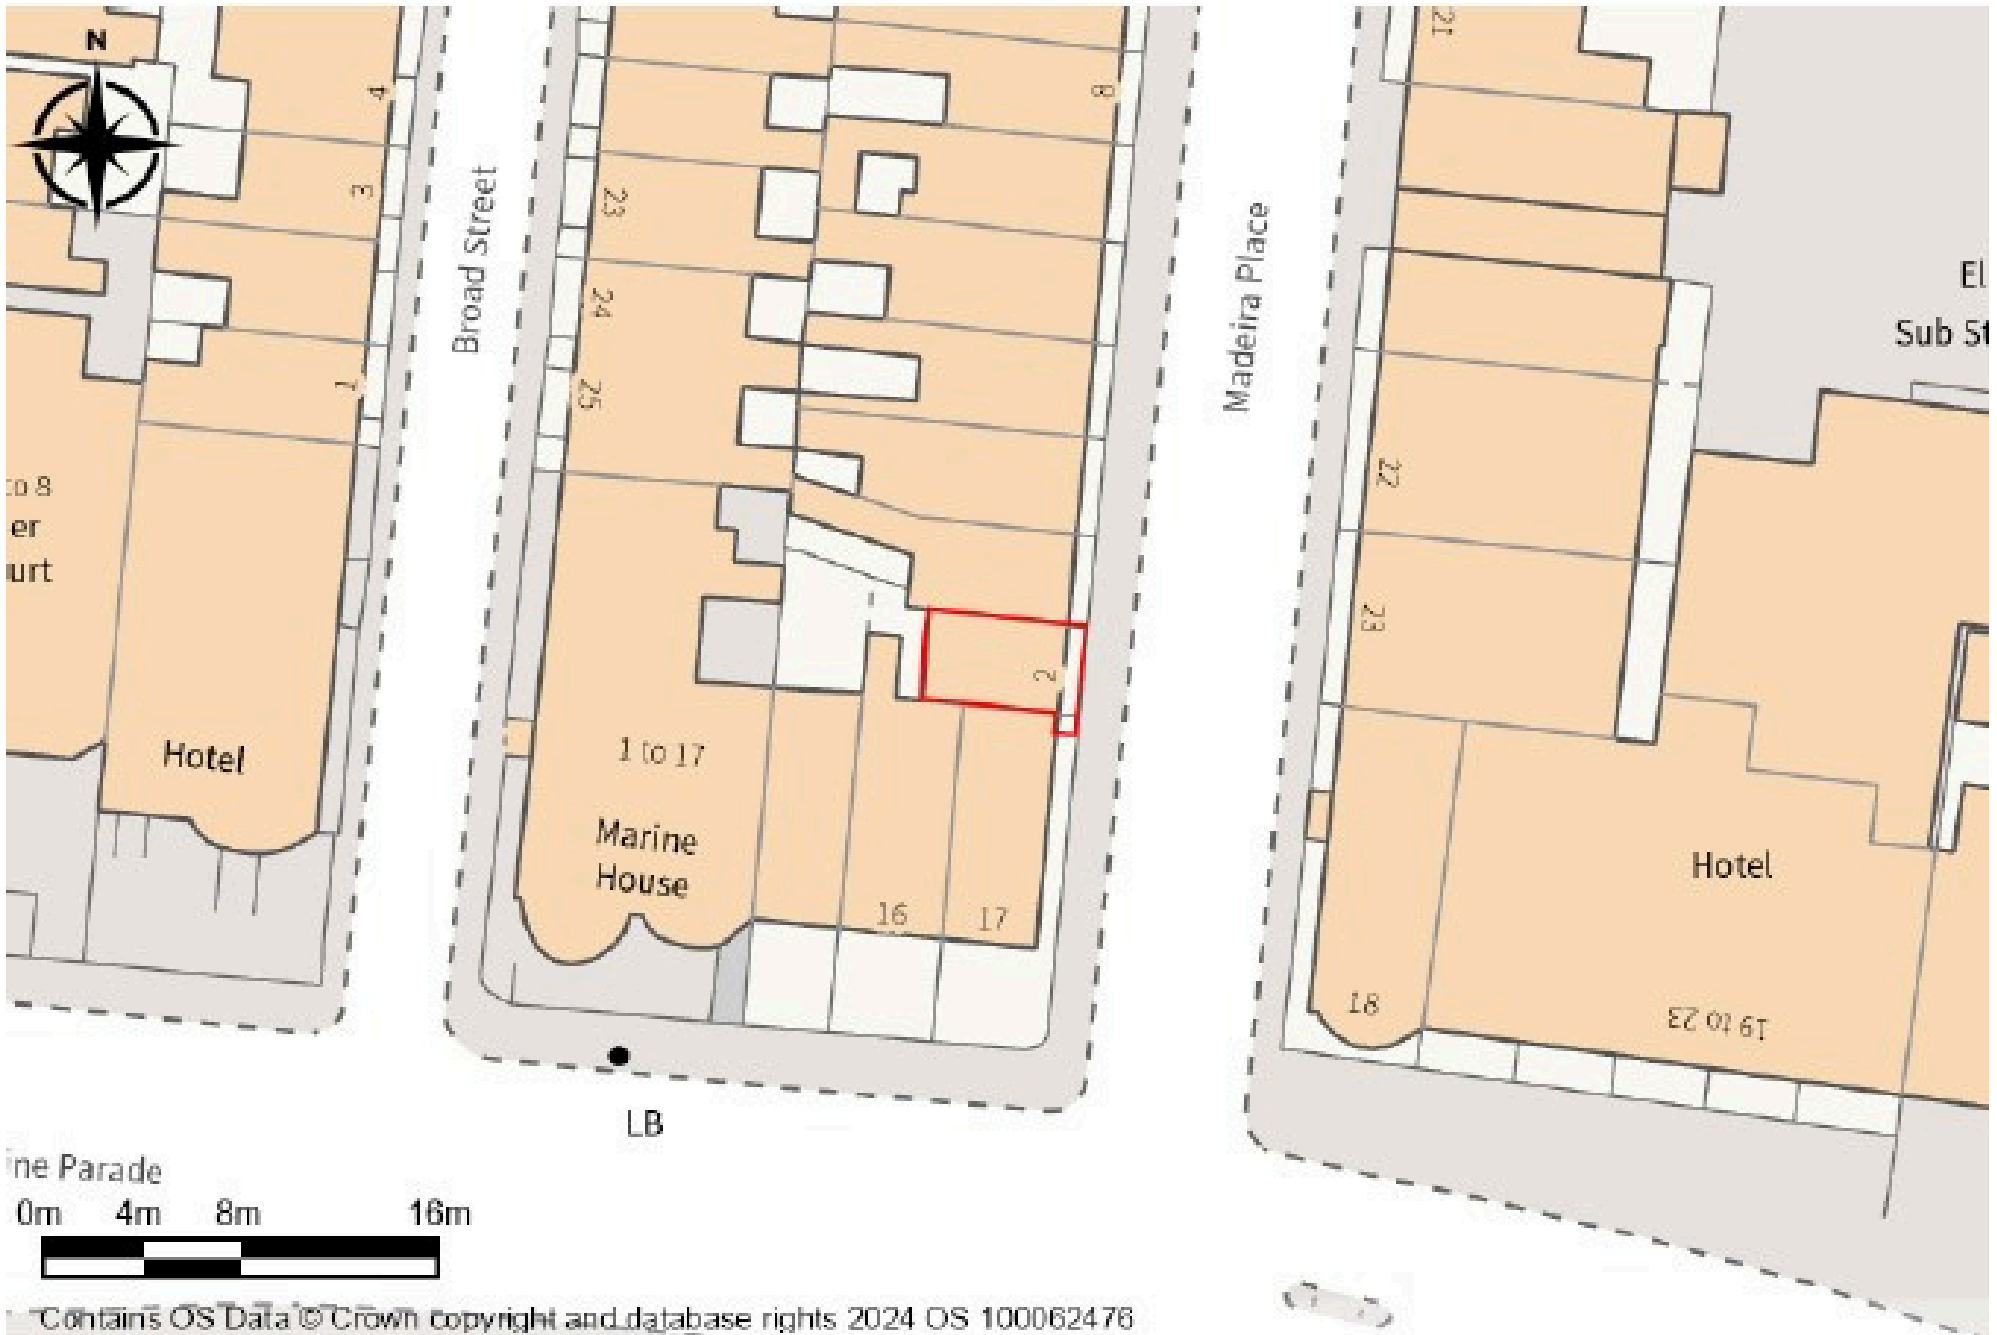 N
21
4
8
3
Broad Street
23
Madeira Place
El
24
Sub St
1
25
22
to 8
er
urt
23
2
Hotel
1 to 17
Marine
House
Hotel
16
17
18
19 to 23
LB
ine Parade
0m 4m 8m 16m
Contains OS Data © Crown copyright and database rights 2024 OS 100062476